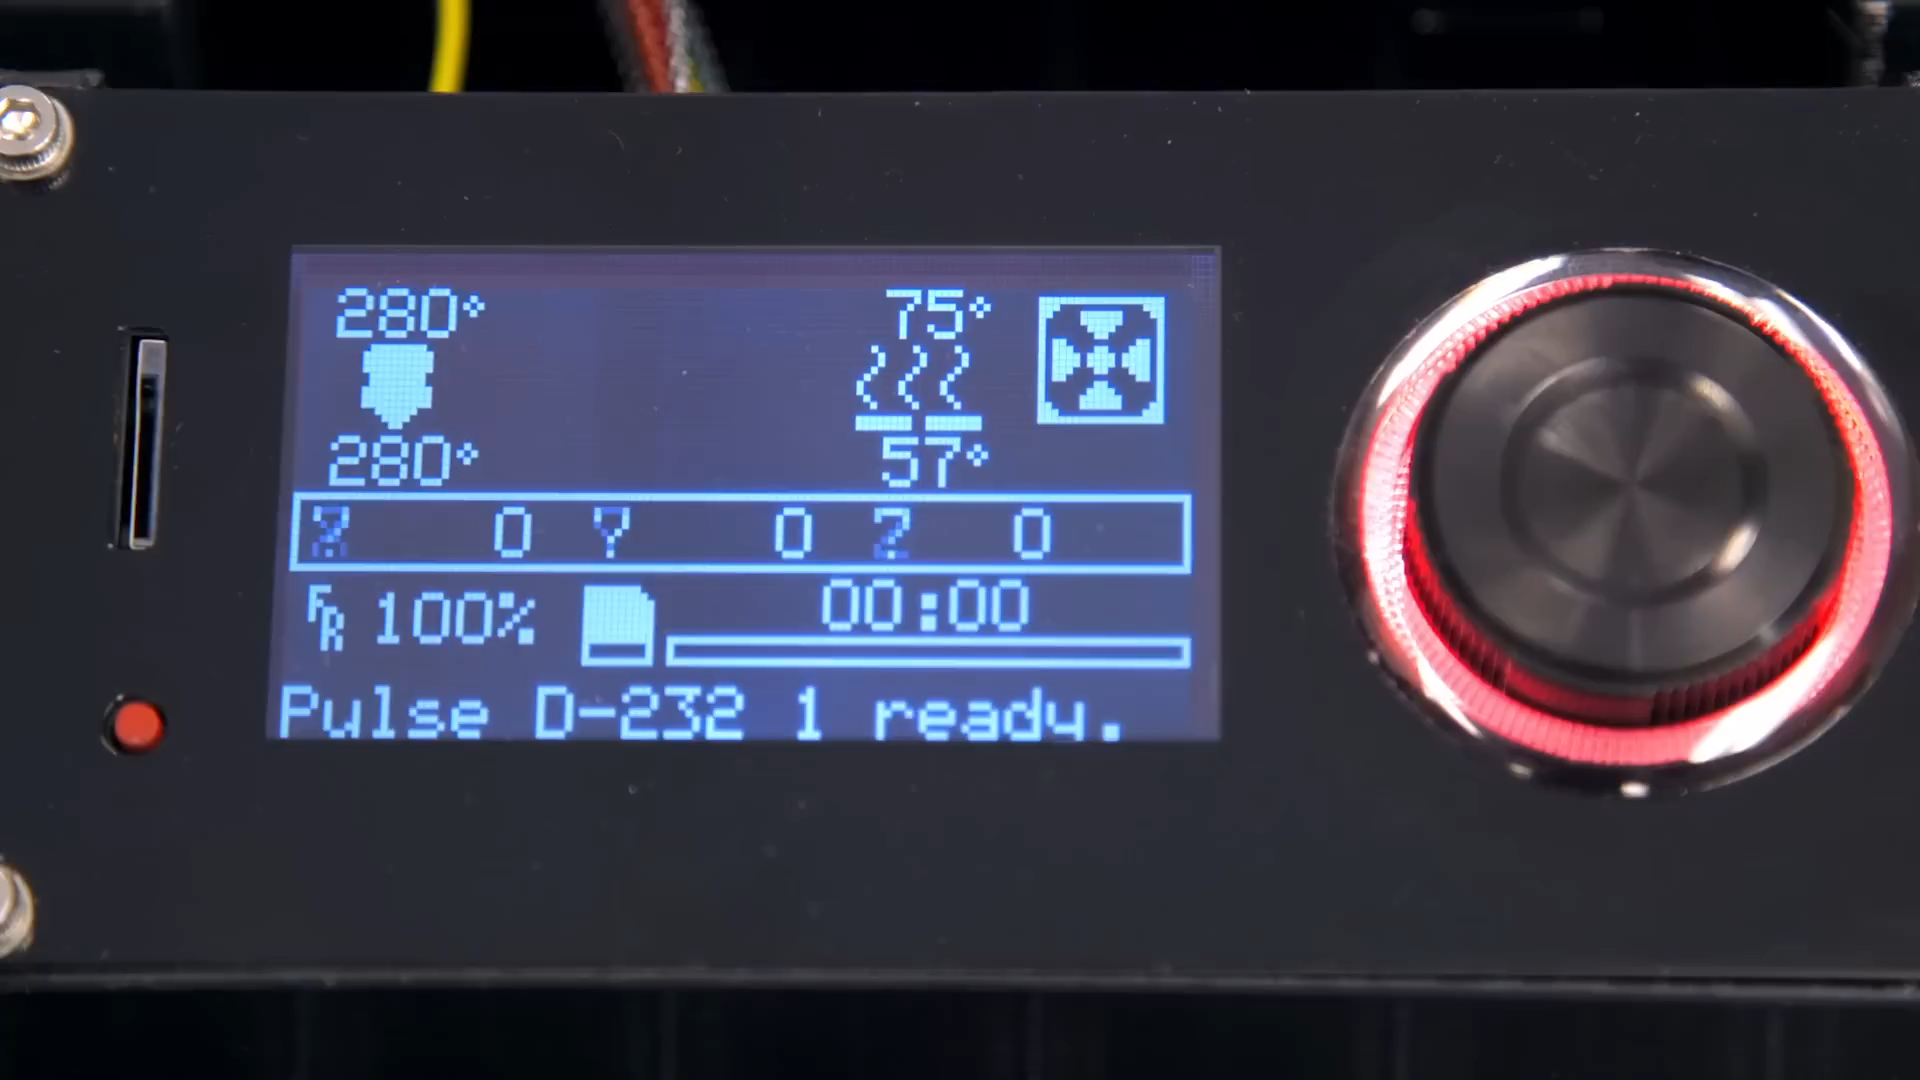 280° 75°
280° 57°
X 0 Y 0 Z 0
FR 100% 00:00
Pulse D-232 1 ready.